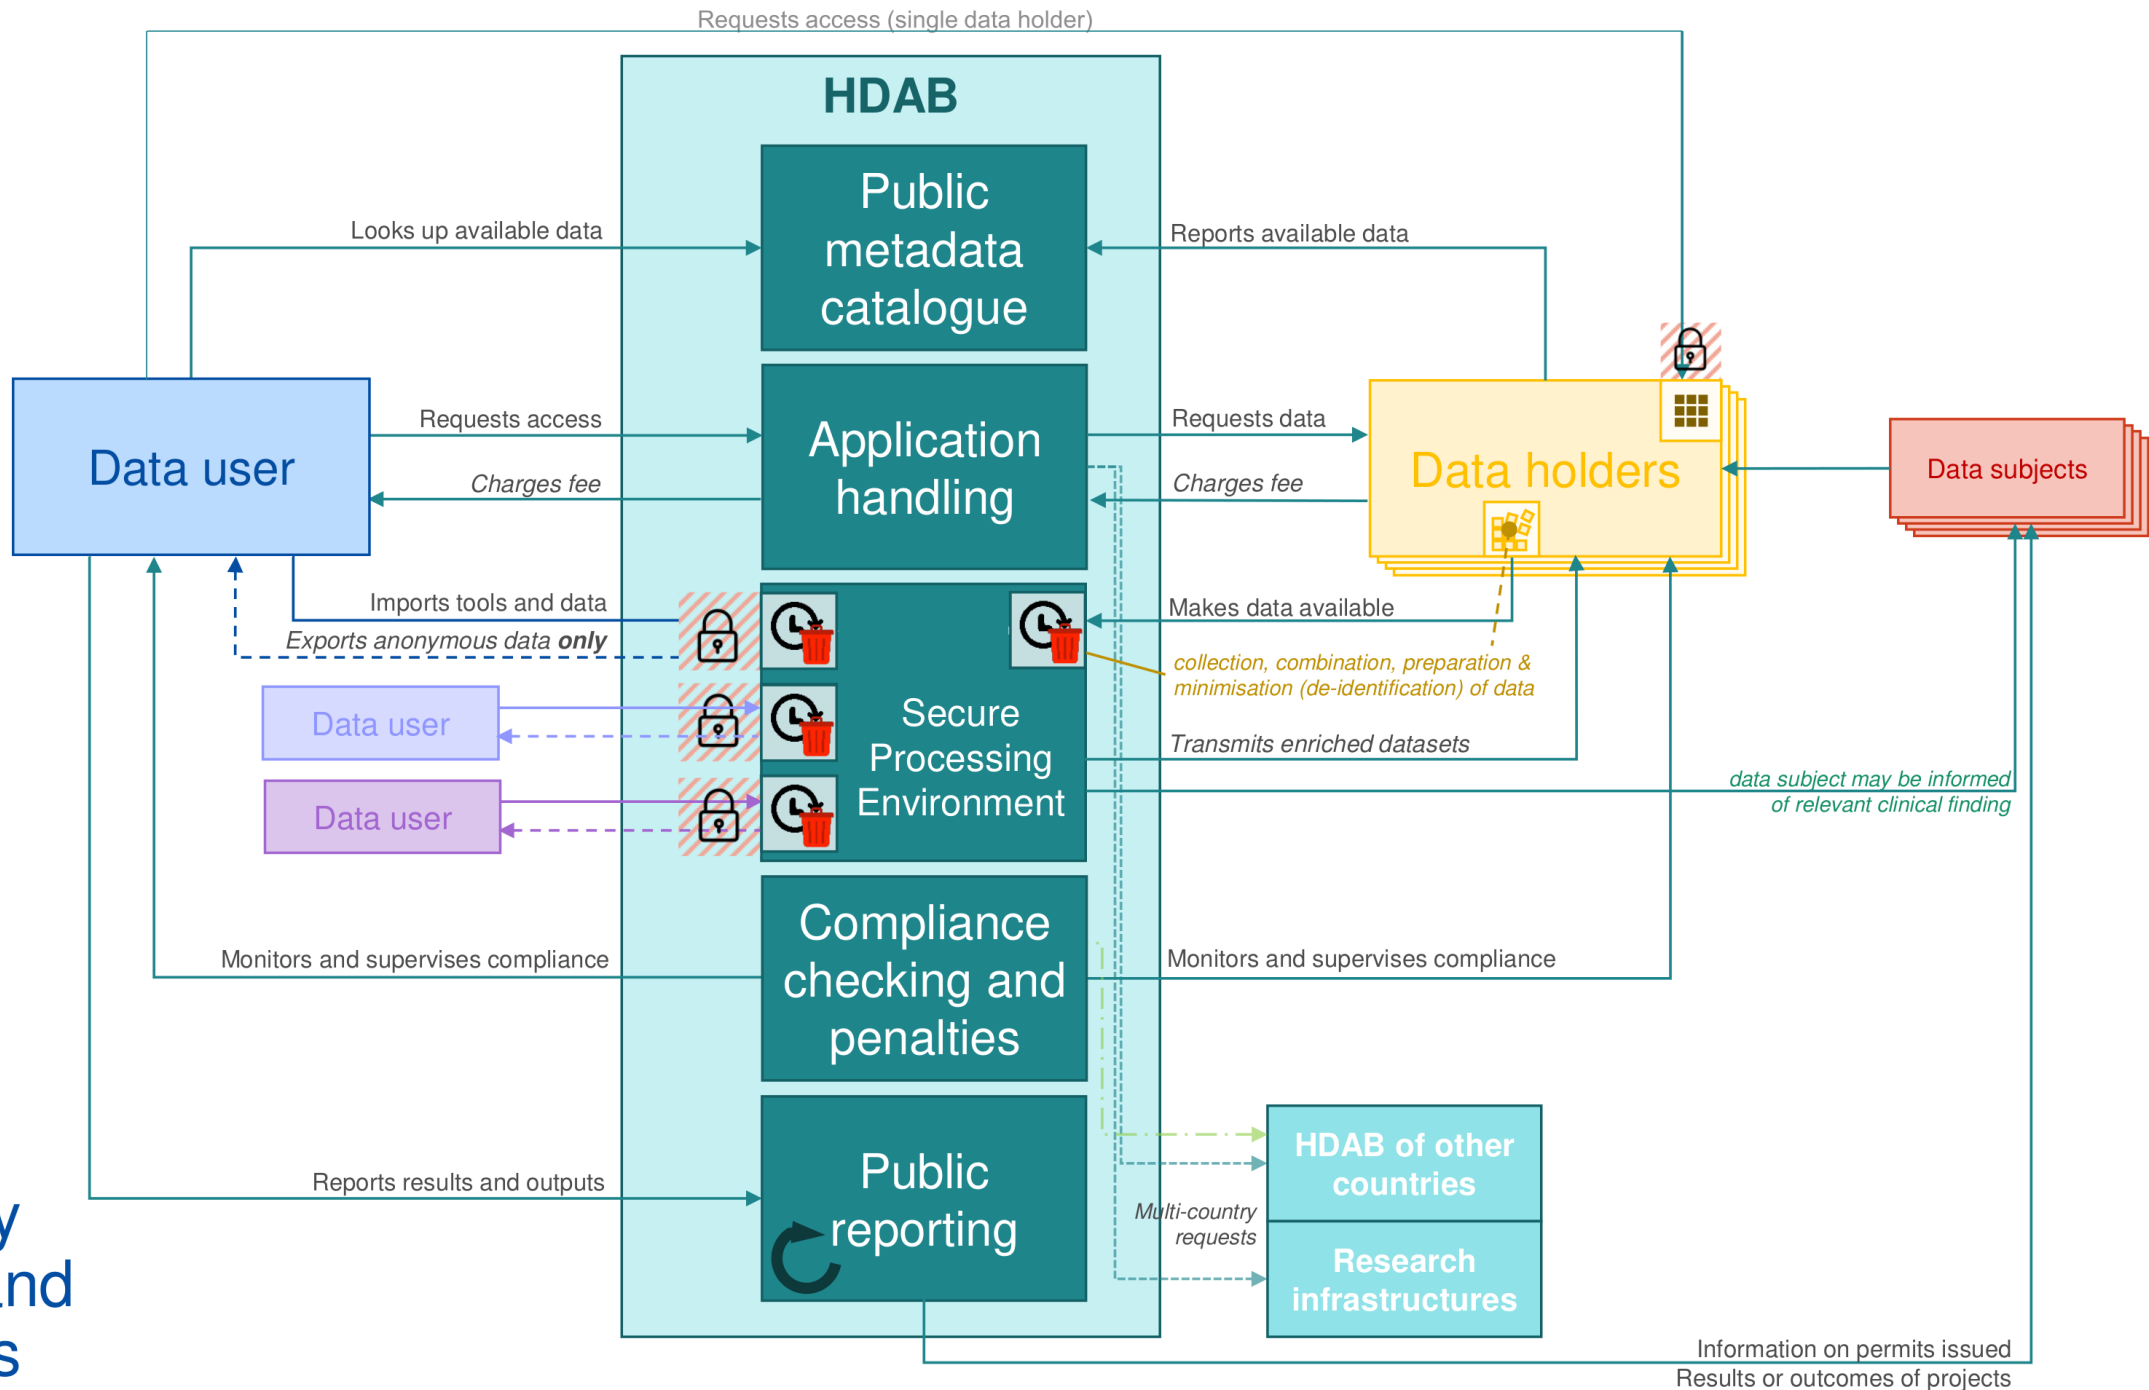 Requests access (single data holder)
HDAB
Public
metadata
catalogue
Looks up available data
Reports available data
Data user
Requests access
Charges fee
Application
handling
Requests data
Charges fee
Data holders
Data subjects
Imports tools and data
Exports anonymous data only
Makes data available
collection, combination, preparation &
minimisation (de-identification) of data
Data user
Data user
Secure
Processing
Environment
Transmits enriched datasets
data subject may be informed
of relevant clinical finding
Compliance
checking and
penalties
Monitors and supervises compliance
Monitors and supervises compliance
HDAB of other
countries
Multi-country
requests
Research
infrastructures
Reports results and outputs
Public
reporting
Information on permits issued
Results or outcomes of projects